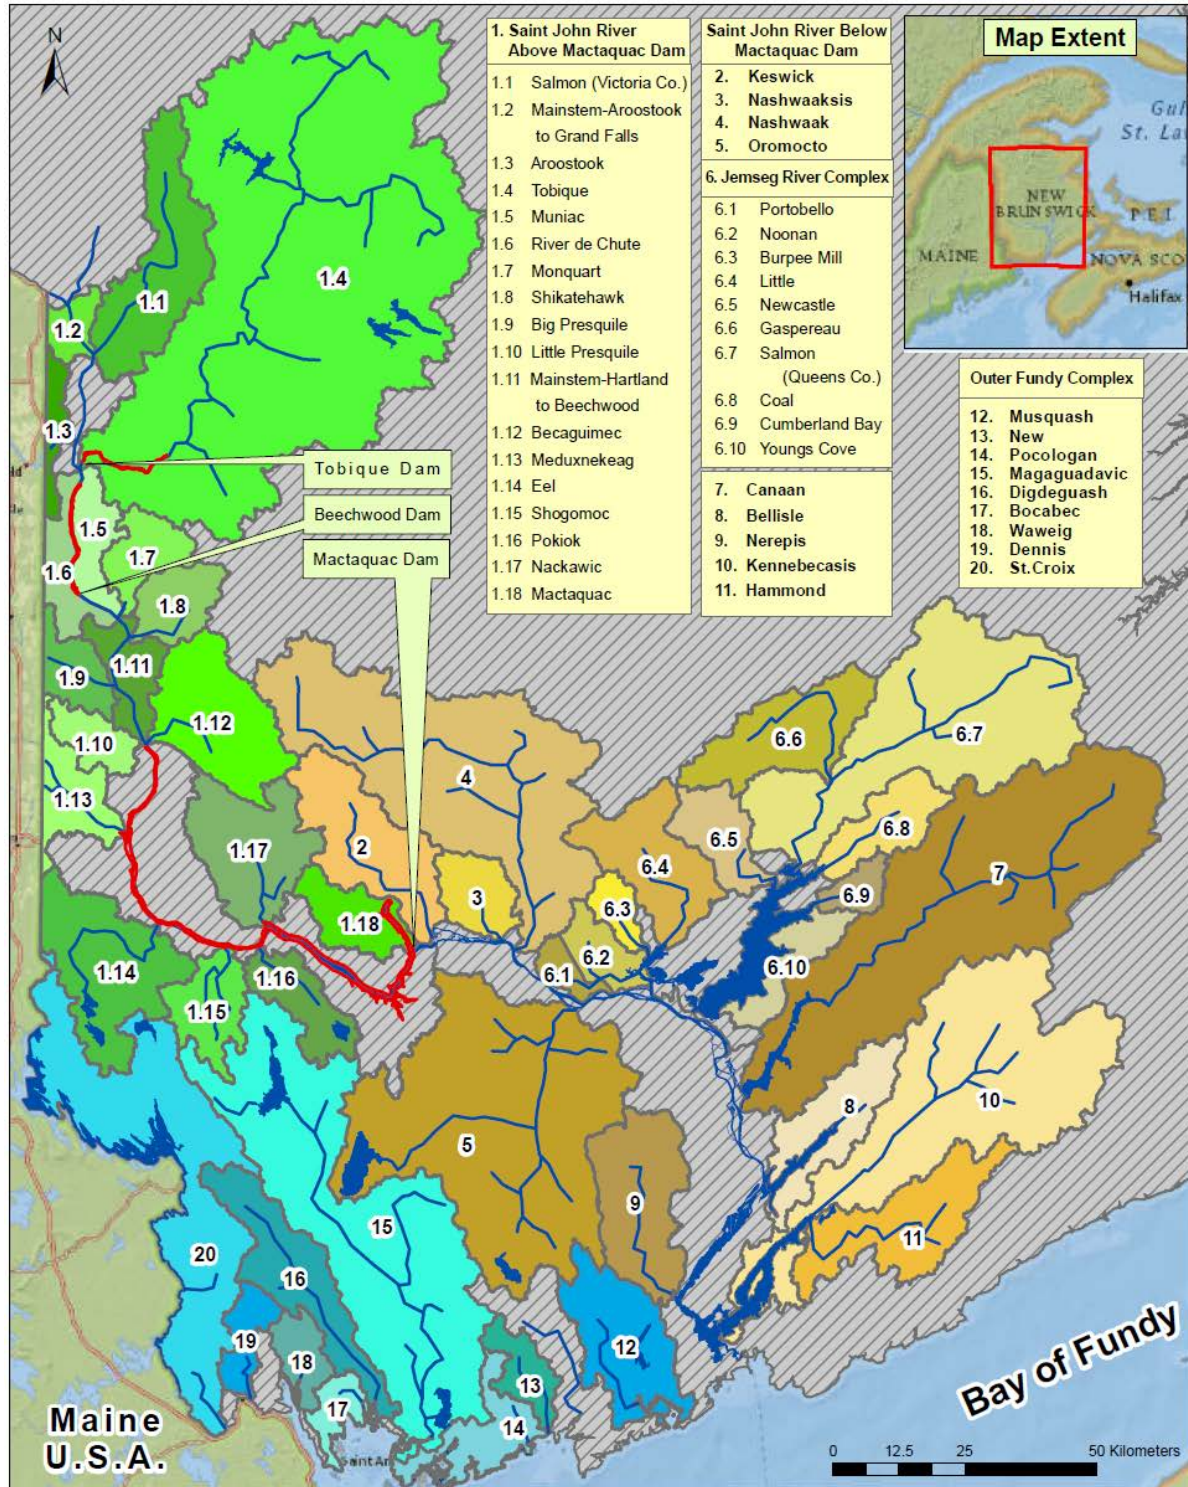 N
1. Saint John River
Above Mactaquac Dam
1.1 Salmon (Victoria Co.)
1.2 Mainstem-Aroostook
to Grand Falls
1.3 Aroostook
1.4 Tobique
1.5 Muniac
1.6 River de Chute
1.7 Monquart
1.8 Shikatehawk
1.9 Big Presquile
1.10 Little Presquile
1.11 Mainstem-Hartland
to Beechwood
1.12 Becaguimec
1.13 Meduxnekeag
1.14 Eel
1.15 Shogomoc
1.16 Pokiok
1.17 Nackawic
1.18 Mactaquac
Saint John River Below
Mactaquac Dam
2. Keswick
3. Nashwaaksis
4. Nashwaak
5. Oromocto
6. Jemseg River Complex
6.1 Portobello
6.2 Noonan
6.3 Burpee Mill
6.4 Little
6.5 Newcastle
6.6 Gaspereau
6.7 Salmon
(Queens Co.)
6.8 Coal
6.9 Cumberland Bay
6.10 Youngs Cove
7. Canaan
8. Bellisle
9. Nerepis
10. Kennebecasis
11. Hammond
Map Extent
Gul
St. La
NEW
BRUNSWICK
P E I
MAINE
NOVA SCO
Halifax
Outer Fundy Complex
12. Musquash
13. New
14. Pocologan
15. Magaguadavic
16. Digdeguash
17. Bocabec
18. Waweig
19. Dennis
20. St.Croix
1.4
1.1
1.2
1.3
Tobique Dam
Beechwood Dam
Mactaquac Dam
1.5
1.7
1.6
1.8
1.11
1.9
1.12
1.10
1.13
6.6
6.7
4
2
1.17
6.5
6.8
6.4
7
3
6.3
6.9
1.18
6.2
6.1
6.10
1.14
1.16
1.15
8
10
5
9
15
11
20
16
19
12
18
13
17
14
Maine
U.S.A.
Saint An
Bay of Fundy
0 12.5 25 50 Kilometers